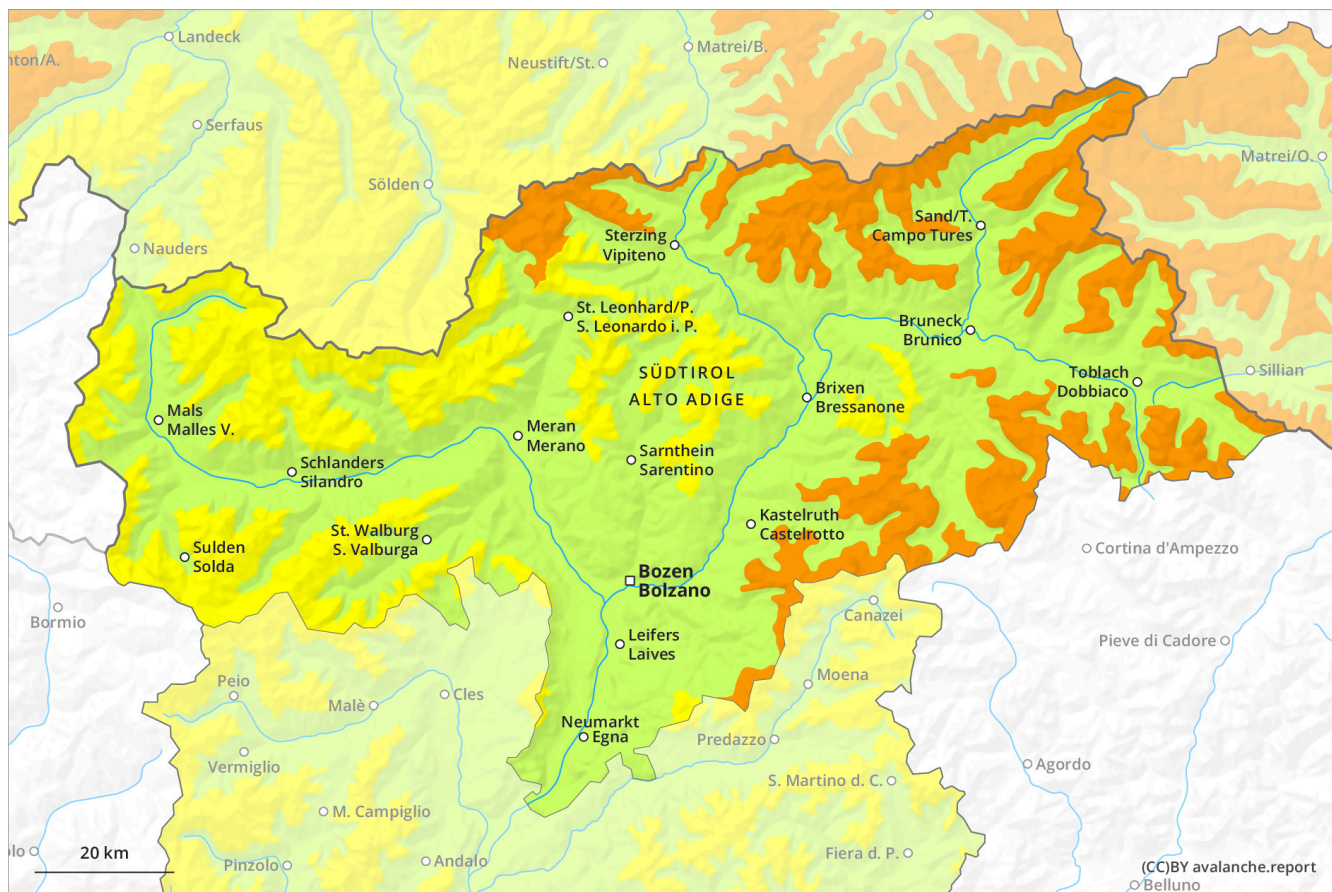 Landeck
nton/A.
Neustift/St.
Matrei/B.
Serfaus
Matrei/O.
Sölden
Nauders
Sand/T.
Campo Tures
Sterzing
Vipiteno
St. Leonhard/P.
S. Leonardo i. P.
Bruneck
Brunico
SÜDTIROL
ALTO ADIGE
Toblach
Dobbiaco
Sillian
Brixen
Bressanone
Mals
Malles V.
Meran
Merano
Sarnthein
Sarentino
Schlanders
Silandro
Kastelruth
Castelrotto
St. Walburg
S. Valburga
Sulden
Solda
Cortina d'Ampezzo
Bozen
Bolzano
Bormio
Canazei
Leifers
Laives
Pieve di Cadore
Moena
Peio
Cles
Malè
Neumarkt
Egna
Predazzo
Vermiglio
Agordo
S. Martino d. C.
M. Campiglio
olo
20 km
Pinzolo
Andalo
Fiera d. P.
(CC)BY avalanche.report
Belluno